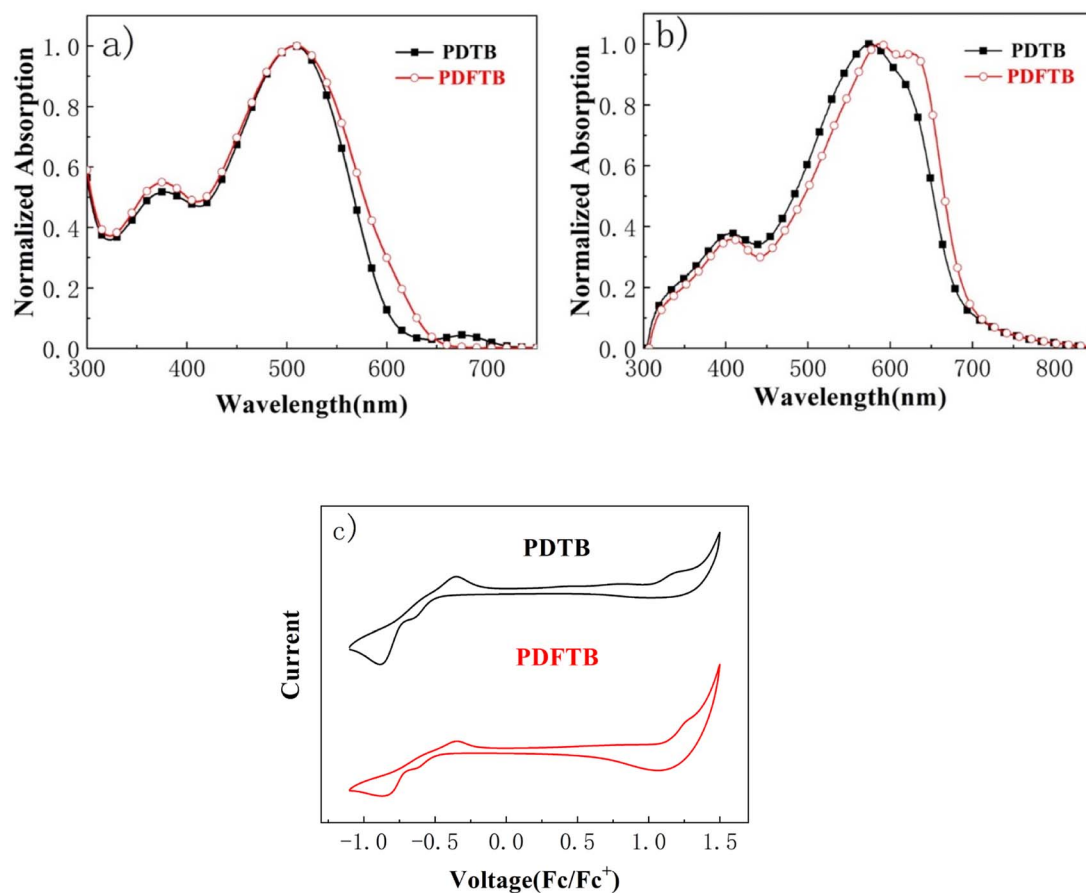 a)
PDTB
PDFTB
Normalized Absorption
1.0
0.8
0.6
0.4
0.2
0.0
300 400 500 600 700
Wavelength(nm)
b)
PDTB
PDFTB
Normalized Absorption
1.0
0.8
0.6
0.4
0.2
0.0
300 400 500 600 700 800
Wavelength(nm)
c)
PDTB
PDFTB
Current
-1.0 -0.5 0.0 0.5 1.0 1.5
Voltage(Fc/Fc⁺)